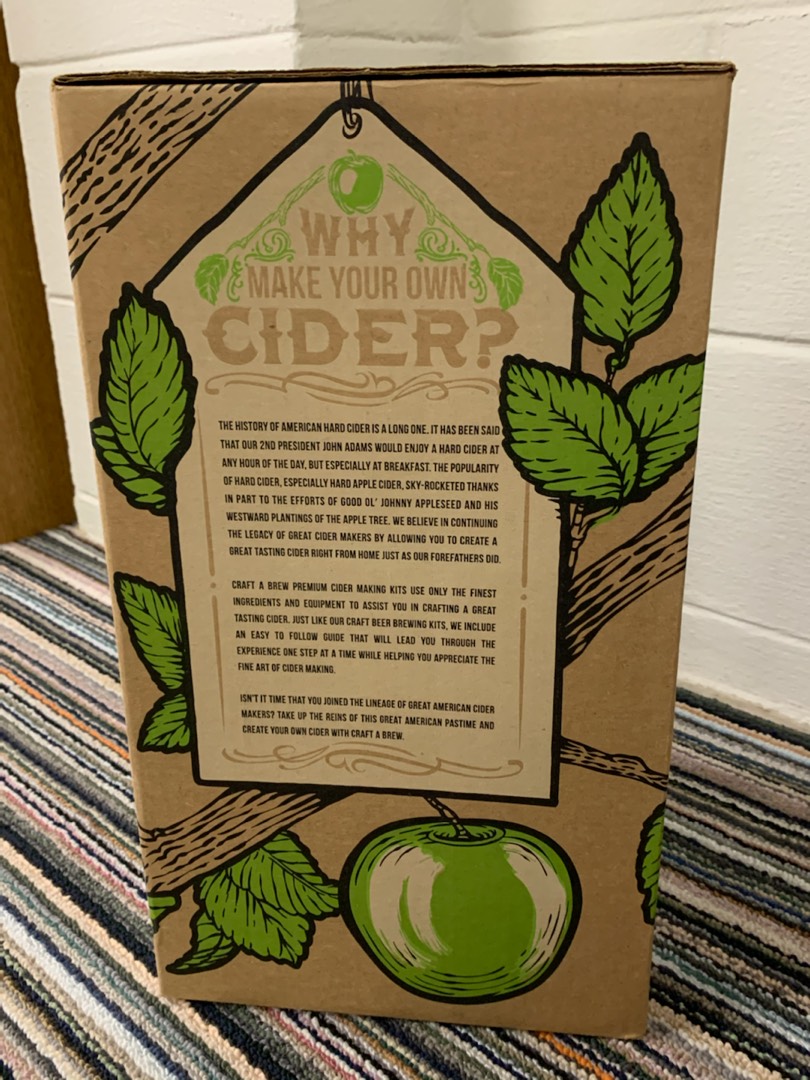 WHY
MAKE YOUR OWN
CIDER?
THE HISTORY OF AMERICAN HARD CIDER IS A LONG ONE. IT HAS BEEN SAID
THAT OUR 2ND PRESIDENT JOHN ADAMS WOULD ENJOY A HARD CIDER AT
ANY HOUR OF THE DAY, BUT ESPECIALLY AT BREAKFAST. THE POPULARITY
OF HARD CIDER, ESPECIALLY HARD APPLE CIDER, SKY-ROCKETED THANKS
IN PART TO THE EFFORTS OF GOOD OL' JOHNNY APPLESEED AND HIS
WESTWARD PLANTINGS OF THE APPLE TREE. WE BELIEVE IN CONTINUING
THE LEGACY OF GREAT CIDER MAKERS BY ALLOWING YOU TO CREATE A
GREAT TASTING CIDER RIGHT FROM HOME JUST AS OUR FOREFATHERS DID.
CRAFT A BREW PREMIUM CIDER MAKING KITS USE ONLY THE FINEST
INGREDIENTS AND EQUIPMENT TO ASSIST YOU IN CRAFTING A GREAT
TASTING CIDER. JUST LIKE OUR CRAFT BEER BREWING KITS, WE INCLUDE
AN EASY TO FOLLOW GUIDE THAT WILL LEAD YOU THROUGH THE
EXPERIENCE ONE STEP AT A TIME WHILE HELPING YOU APPRECIATE THE
FINE ART OF CIDER MAKING.
ISN'T IT TIME THAT YOU JOINED THE LINEAGE OF GREAT AMERICAN CIDER
MAKERS? TAKE UP THE REINS OF THIS GREAT AMERICAN PASTIME AND
CREATE YOUR OWN CIDER WITH CRAFT A BREW.